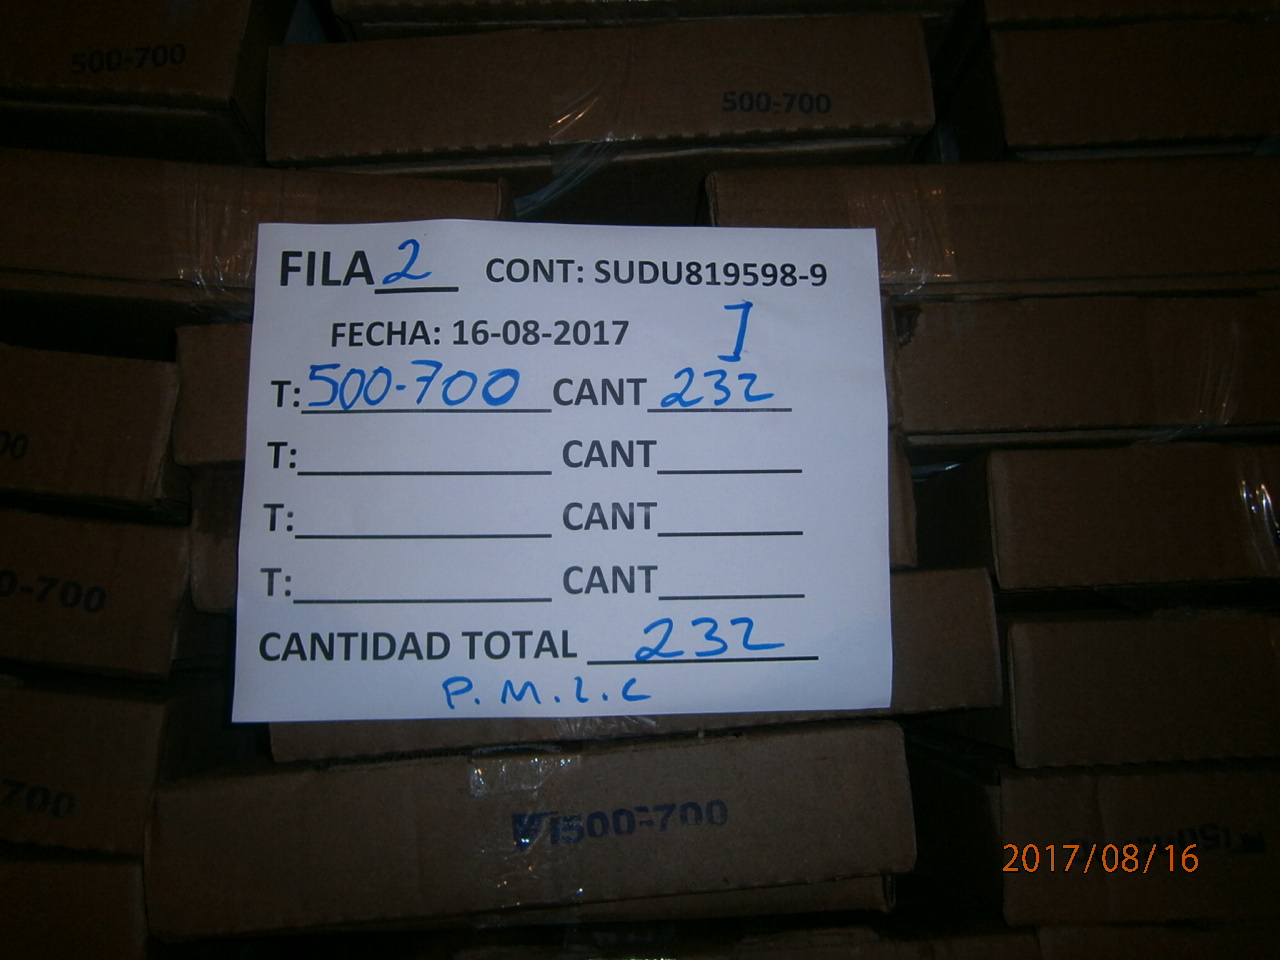 500-700
500-700
FILA 2 CONT: SUDU819598-9
FECHA: 16-08-2017 I
T: 500-700 CANT 232
T: CANT
T: CANT
T: CANT
CANTIDAD TOTAL 232
P.M.L.C
00
0-700
700
500-700
2017/08/16